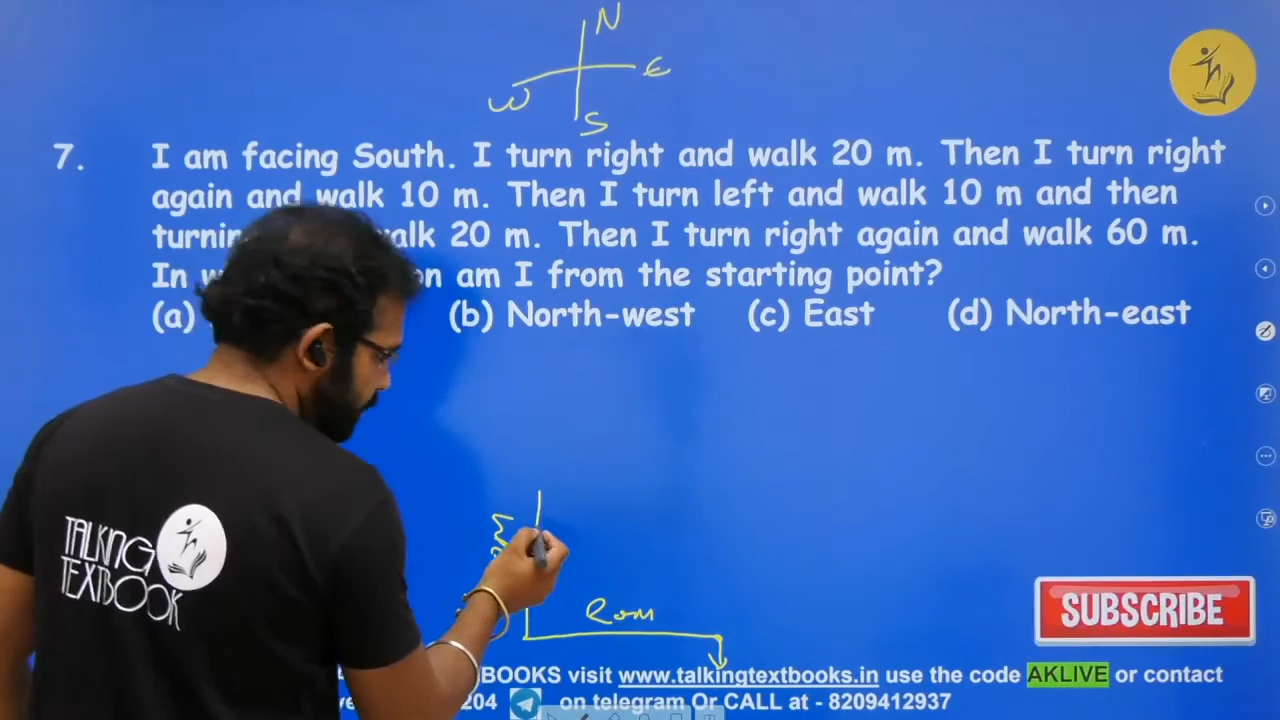 N
W E
S
7. I am facing South. I turn right and walk 20 m. Then I turn right
again and walk 10 m. Then I turn left and walk 10 m and then
walk 20 m. Then I turn right again and walk 60 m.
In am I from the starting point?
(a) (b) North-west (c) East (d) North-east
TALKING
TEXTBOOK
20m
SUBSCRIBE
BOOKS visit www.talkingtextbooks.in use the code AKLIVE or contact
204 on telegram Or CALL at - 8209412937